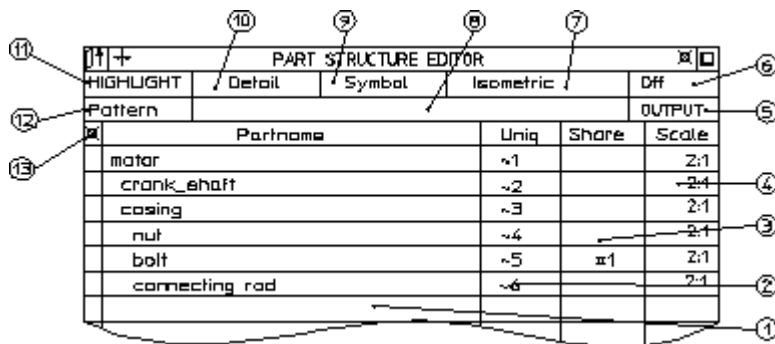 ⑩ ⑨ ⑧ ⑦
⑪ PART STRUCTURE EDITOR
HIGHLIGHT Detail Symbol Isometric Off ⑥
⑫ Pattern OUTPUT ⑤
⑬ Partname Uniq Share Scale
motor ~1 2:1
crank_shaft ~2 2:1 ④
casing ~3 2:1
nut ~4 2:1 ③
bolt ~5 ¤1 2:1
connecting rod ~6 2:1 ②
①